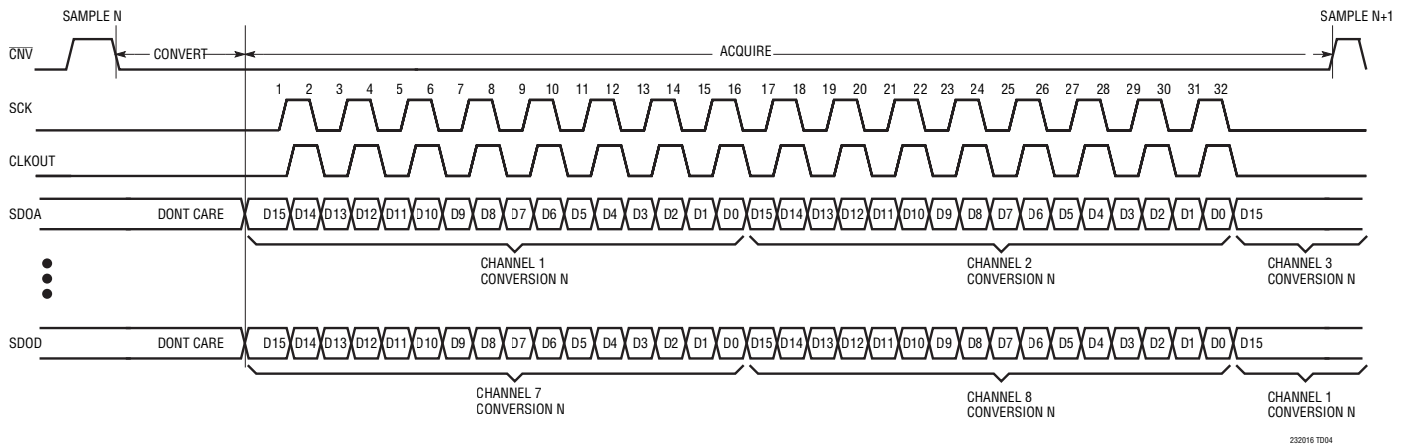 SAMPLE N SAMPLE N+1
CNV CONVERT ACQUIRE
1 2 3 4 5 6 7 8 9 10 11 12 13 14 15 16 17 18 19 20 21 22 23 24 25 26 27 28 29 30 31 32
SCK
CLKOUT
SDOA DONT CARE D15 D14 D13 D12 D11 D10 D9 D8 D7 D6 D5 D4 D3 D2 D1 D0 D15 D14 D13 D12 D11 D10 D9 D8 D7 D6 D5 D4 D3 D2 D1 D0 D15
CHANNEL 1 CHANNEL 2 CHANNEL 3
CONVERSION N CONVERSION N CONVERSION N
SDOD DONT CARE D15 D14 D13 D12 D11 D10 D9 D8 D7 D6 D5 D4 D3 D2 D1 D0 D15 D14 D13 D12 D11 D10 D9 D8 D7 D6 D5 D4 D3 D2 D1 D0 D15
CHANNEL 7 CHANNEL 8 CHANNEL 1
CONVERSION N CONVERSION N CONVERSION N
232016 TD04